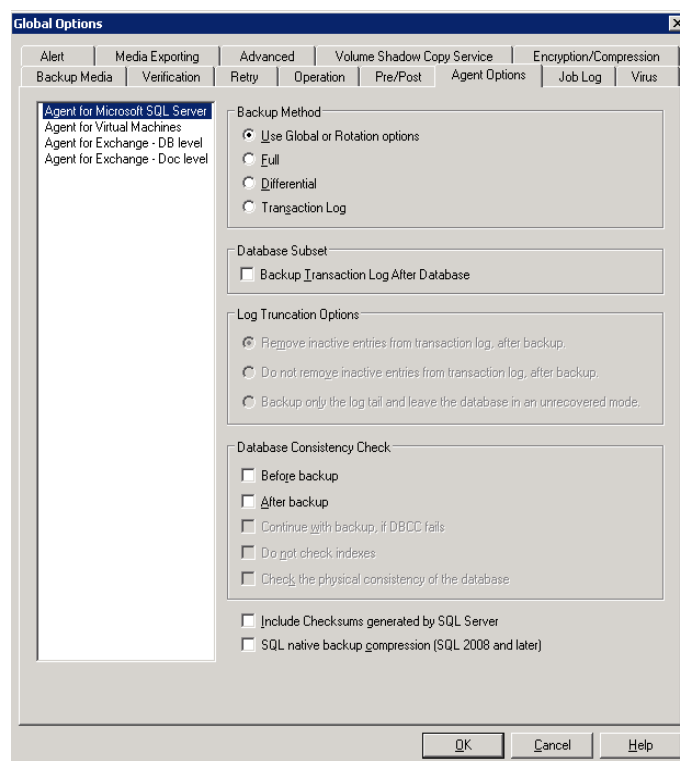 Global Options
Alert Media Exporting Advanced Volume Shadow Copy Service Encryption/Compression
Backup Media Verification Retry Operation Pre/Post Agent Options Job Log Virus
Agent for Microsoft SQL Server
Agent for Virtual Machines
Agent for Exchange - DB level
Agent for Exchange - Doc level
Backup Method
Use Global or Rotation options
Full
Differential
Transaction Log
Database Subset
Backup Transaction Log After Database
Log Truncation Options
Remove inactive entries from transaction log, after backup.
Do not remove inactive entries from transaction log, after backup.
Backup only the log tail and leave the database in an unrecovered mode.
Database Consistency Check
Before backup
After backup
Continue with backup, if DBCC fails
Do not check indexes
Check the physical consistency of the database
Include Checksums generated by SQL Server
SQL native backup compression (SQL 2008 and later)
OK Cancel Help